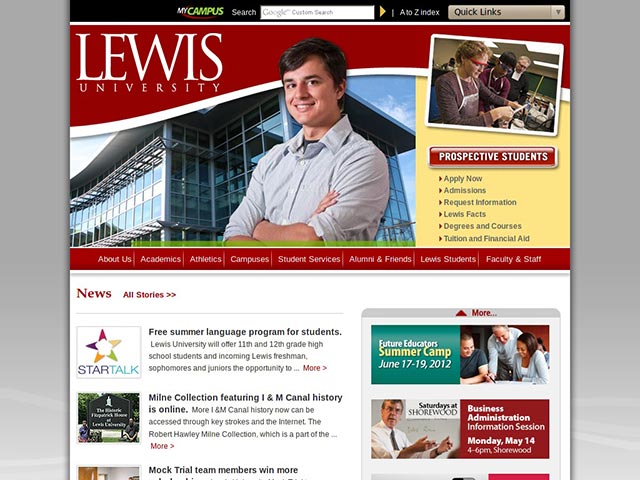 MYCAMPUS Search Google™ Custom Search | A to Z index Quick Links
LEWIS
UNIVERSITY
PROSPECTIVE STUDENTS
Apply Now
Admissions
Request Information
Lewis Facts
Degrees and Courses
Tuition and Financial Aid
About Us Academics Athletics Campuses Student Services Alumni & Friends Lewis Students Faculty & Staff
News All Stories >>
Free summer language program for students.
Lewis University will offer 11th and 12th grade high
school students and incoming Lewis freshman,
sophomores and juniors the opportunity to ... More >
STARTALK
Milne Collection featuring I & M Canal history
is online. More I &M Canal history now can be
accessed through key strokes and the Internet. The
Robert Hawley Milne Collection, which is a part of the ...
More >
The Historic
Fitzpatrick House
of
Lewis University
Mock Trial team members win more
More...
Future Educators
Summer Camp
June 17-19, 2012
Saturdays at
SHOREWOOD
Business
Administration
Information Session
Monday, May 14
4–6pm, Shorewood